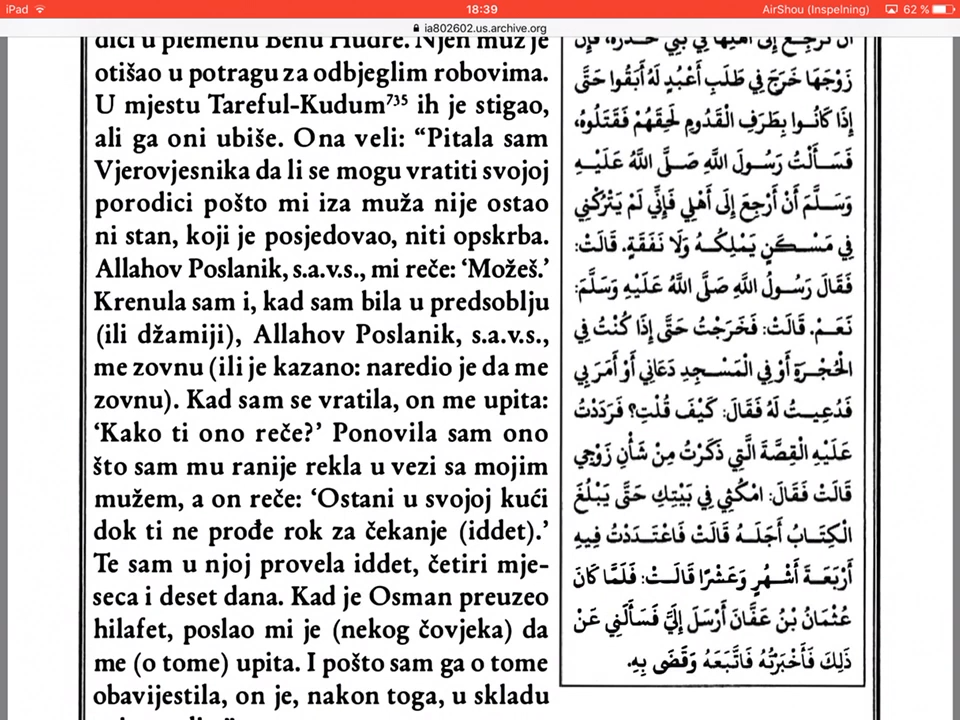 iPad
18:39
AirShou (Inspelning)
62 %
ia802602.us.archive.org
dici u plemenu Benu Hudre. Njen muž je
otišao u potragu za odbjeglim robovima.
U mjestu Tareful-Kudum⁷³⁵ ih je stigao,
ali ga oni ubiše. Ona veli: “Pitala sam
Vjerovjesnika da li se mogu vratiti svojoj
porodici pošto mi iza muža nije ostao
ni stan, koji je posjedovao, niti opskrba.
Allahov Poslanik, s.a.v.s., mi reče: ‘Možeš.’
Krenula sam i, kad sam bila u predsoblju
(ili džamiji), Allahov Poslanik, s.a.v.s.,
me zovnu (ili je kazano: naredio je da me
zovnu). Kad sam se vratila, on me upita:
‘Kako ti ono reče?’ Ponovila sam ono
što sam mu ranije rekla u vezi sa mojim
mužem, a on reče: ‘Ostani u svojoj kući
dok ti ne prođe rok za čekanje (iddet).’
Te sam u njoj provela iddet, četiri mje-
seca i deset dana. Kad je Osman preuzeo
hilafet, poslao mi je (nekog čovjeka) da
me (o tome) upita. I pošto sam ga o tome
obavijestila, on je, nakon toga, u skladu
أَنْ تَرْجِعَ إِلَى أَهْلِهَا فِي بَنِي خُدْرَةَ، فَإِنَّ
زَوْجَهَا خَرَجَ فِي طَلَبِ أَعْبُدٍ لَهُ أَبَقُوا حَتَّى
إِذَا كَانُوا بِطَرَفِ الْقَدُومِ لَحِقَهُمْ فَقَتَلُوهُ،
فَسَأَلْتُ رَسُولَ اللَّهِ صَلَّى اللَّهُ عَلَيْهِ
وَسَلَّمَ أَنْ أَرْجِعَ إِلَى أَهْلِي فَإِنِّي لَمْ يَتْرُكْنِي
فِي مَسْكَنٍ يَمْلِكُهُ وَلَا نَفَقَةٍ. قَالَتْ:
فَقَالَ رَسُولُ اللَّهِ صَلَّى اللَّهُ عَلَيْهِ وَسَلَّمَ:
نَعَمْ. قَالَتْ: فَخَرَجْتُ حَتَّى إِذَا كُنْتُ فِي
الْحُجْرَةِ أَوْ فِي الْمَسْجِدِ دَعَانِي أَوْ أَمَرَ بِي
فَدُعِيتُ لَهُ فَقَالَ: كَيْفَ قُلْتِ؟ فَرَدَدْتُ
عَلَيْهِ الْقِصَّةَ الَّتِي ذَكَرْتُ مِنْ شَأْنِ زَوْجِي
قَالَتْ فَقَالَ: امْكُثِي فِي بَيْتِكِ حَتَّى يَبْلُغَ
الْكِتَابُ أَجَلَهُ قَالَتْ فَاعْتَدَدْتُ فِيهِ
أَرْبَعَةَ أَشْهُرٍ وَعَشْرًا قَالَتْ: فَلَمَّا كَانَ
عُثْمَانُ بْنُ عَفَّانَ أَرْسَلَ إِلَيَّ فَسَأَلَنِي عَنْ
ذَلِكَ فَأَخْبَرْتُهُ فَاتَّبَعَهُ وَقَضَى بِهِ.